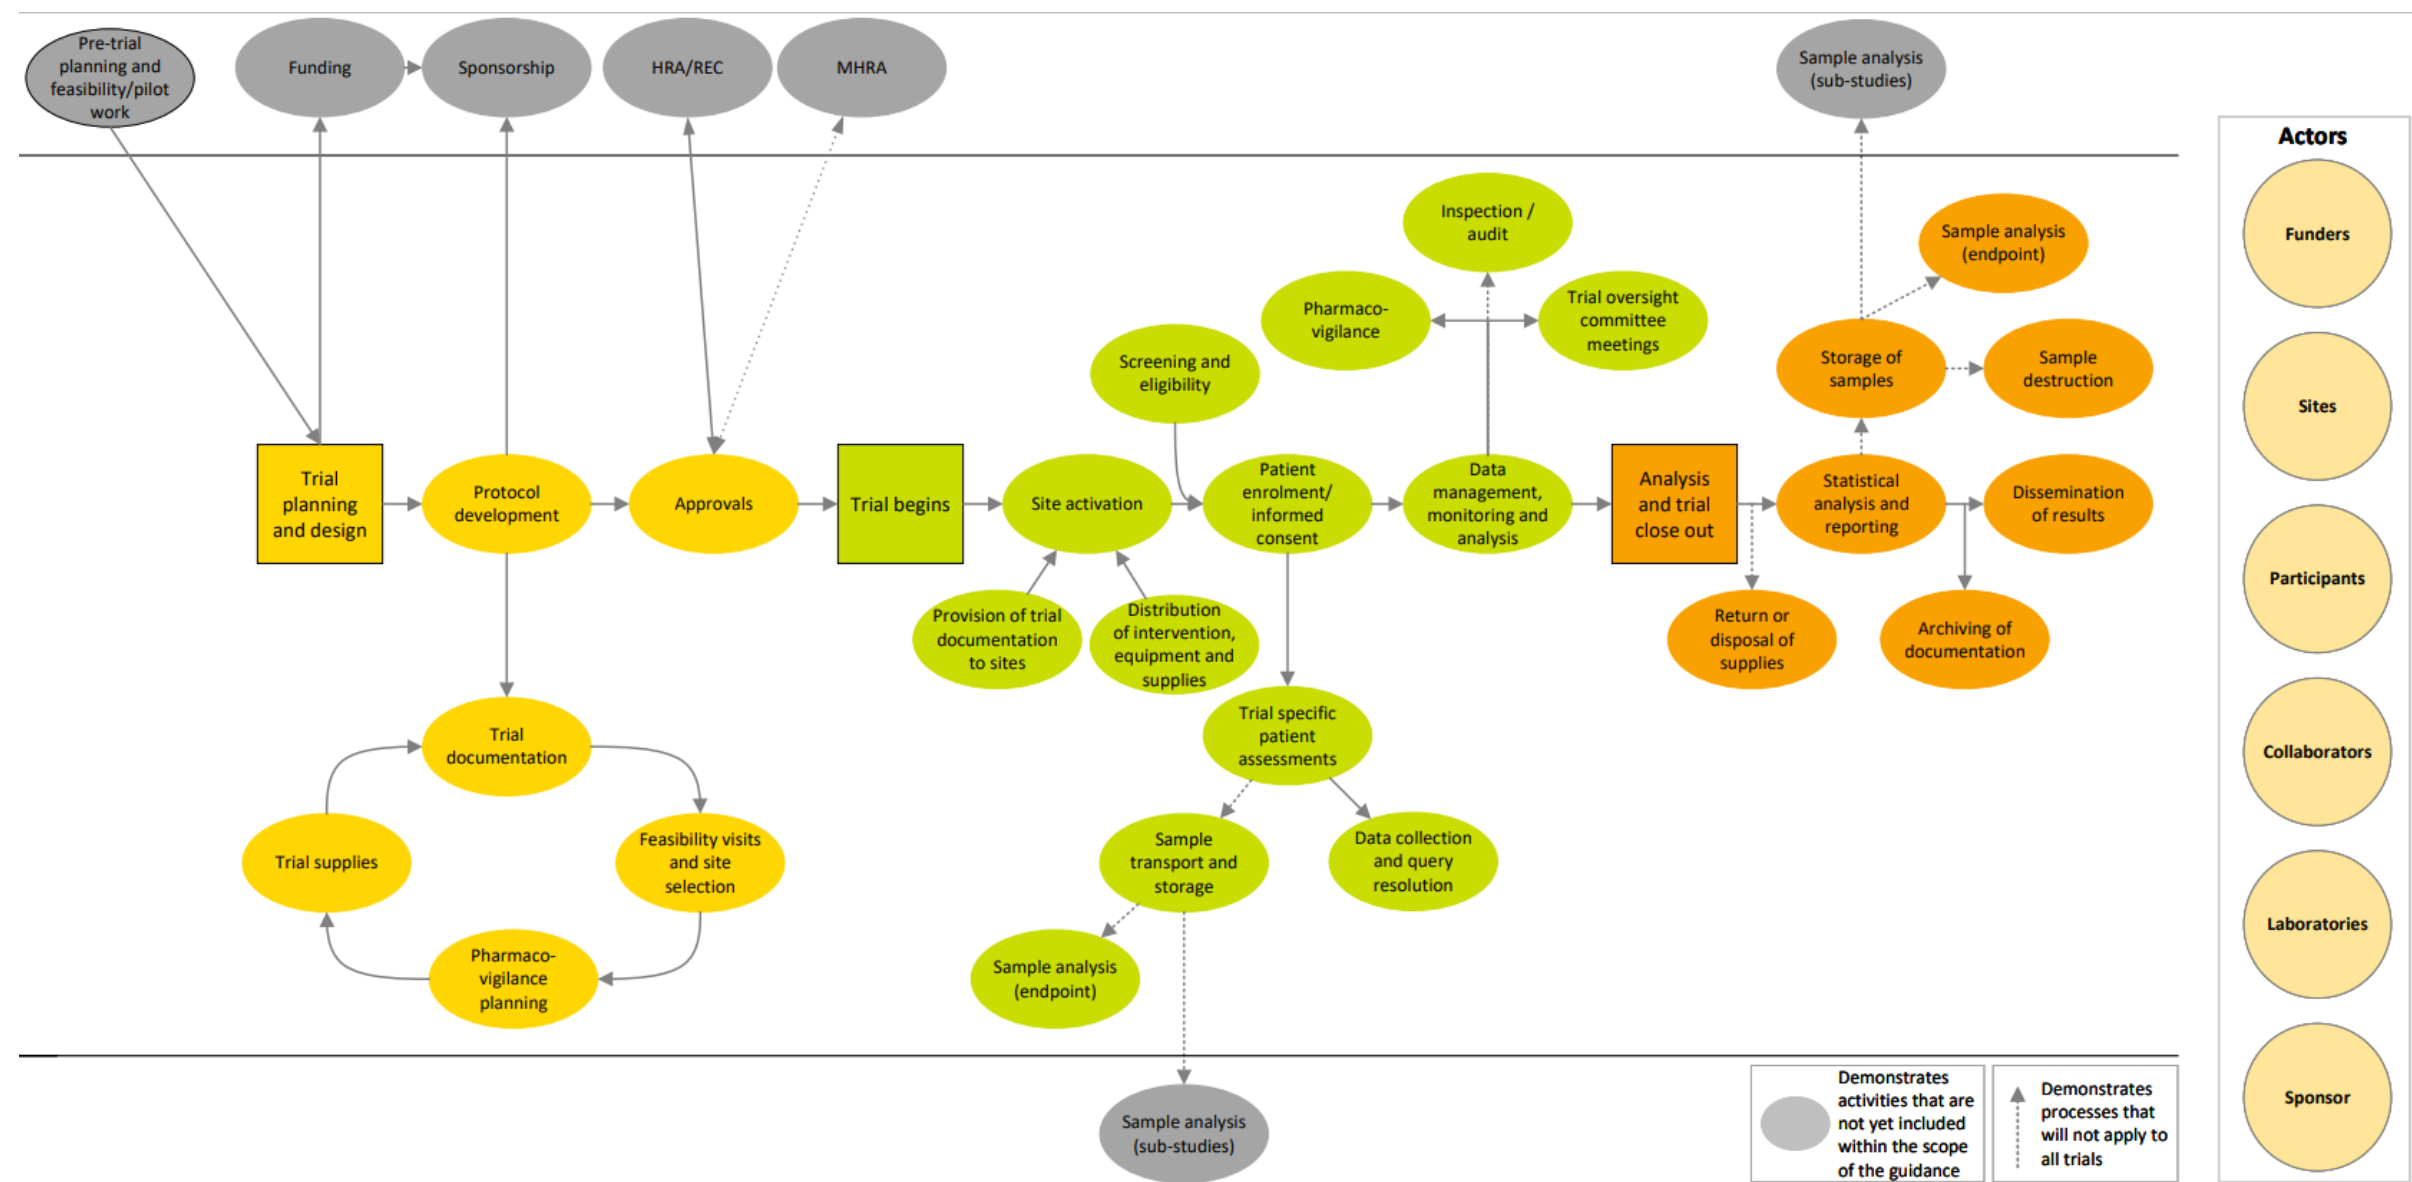 Pre-trial
planning and
feasibility/pilot
work
Funding
Sponsorship
HRA/REC
MHRA
Sample analysis
(sub-studies)
Actors
Funders
Sites
Participants
Collaborators
Laboratories
Sponsor
Inspection /
audit
Pharmaco-
vigilance
Trial oversight
committee
meetings
Screening and
eligibility
Sample analysis
(endpoint)
Storage of
samples
Sample
destruction
Trial
planning
and design
Protocol
development
Approvals
Trial begins
Site activation
Patient
enrolment/
informed
consent
Data
management,
monitoring and
analysis
Analysis
and trial
close out
Statistical
analysis and
reporting
Dissemination
of results
Provision of trial
documentation
to sites
Distribution
of intervention,
equipment and
supplies
Return or
disposal of
supplies
Archiving of
documentation
Trial
documentation
Trial specific
patient
assessments
Trial supplies
Feasibility visits
and site
selection
Sample
transport and
storage
Data collection
and query
resolution
Pharmaco-
vigilance
planning
Sample analysis
(endpoint)
Sample analysis
(sub-studies)
Demonstrates
activities that are
not yet included
within the scope
of the guidance
Demonstrates
processes that
will not apply to
all trials